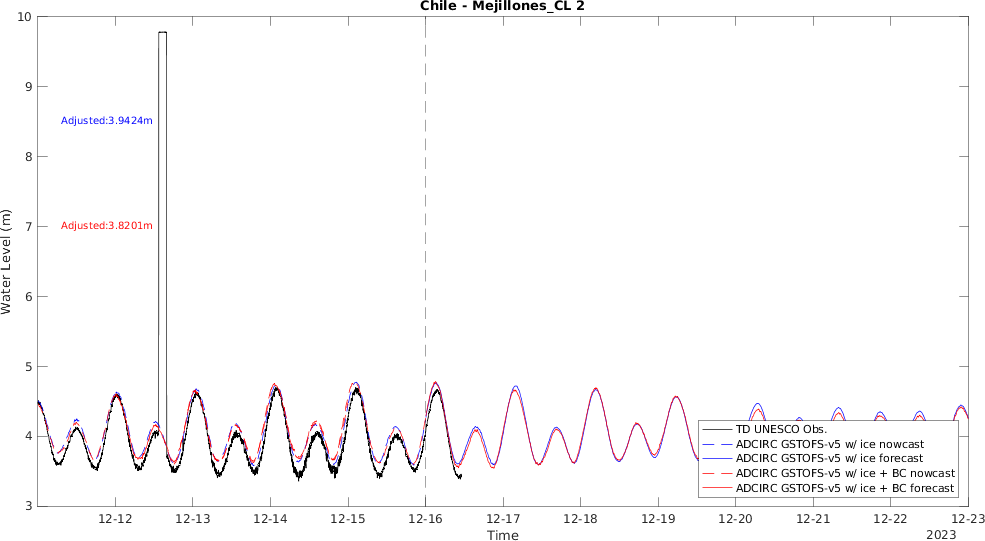 Chile - Mejillones_CL 2
10
9
8
7
6
5
4
3
Water Level (m)
Adjusted:3.9424m
Adjusted:3.8201m
TD UNESCO Obs.
ADCIRC GSTOFS-v5 w/ ice nowcast
ADCIRC GSTOFS-v5 w/ ice forecast
ADCIRC GSTOFS-v5 w/ ice + BC nowcast
ADCIRC GSTOFS-v5 w/ ice + BC forecast
12-12 12-13 12-14 12-15 12-16 12-17 12-18 12-19 12-20 12-21 12-22 12-23
Time
2023